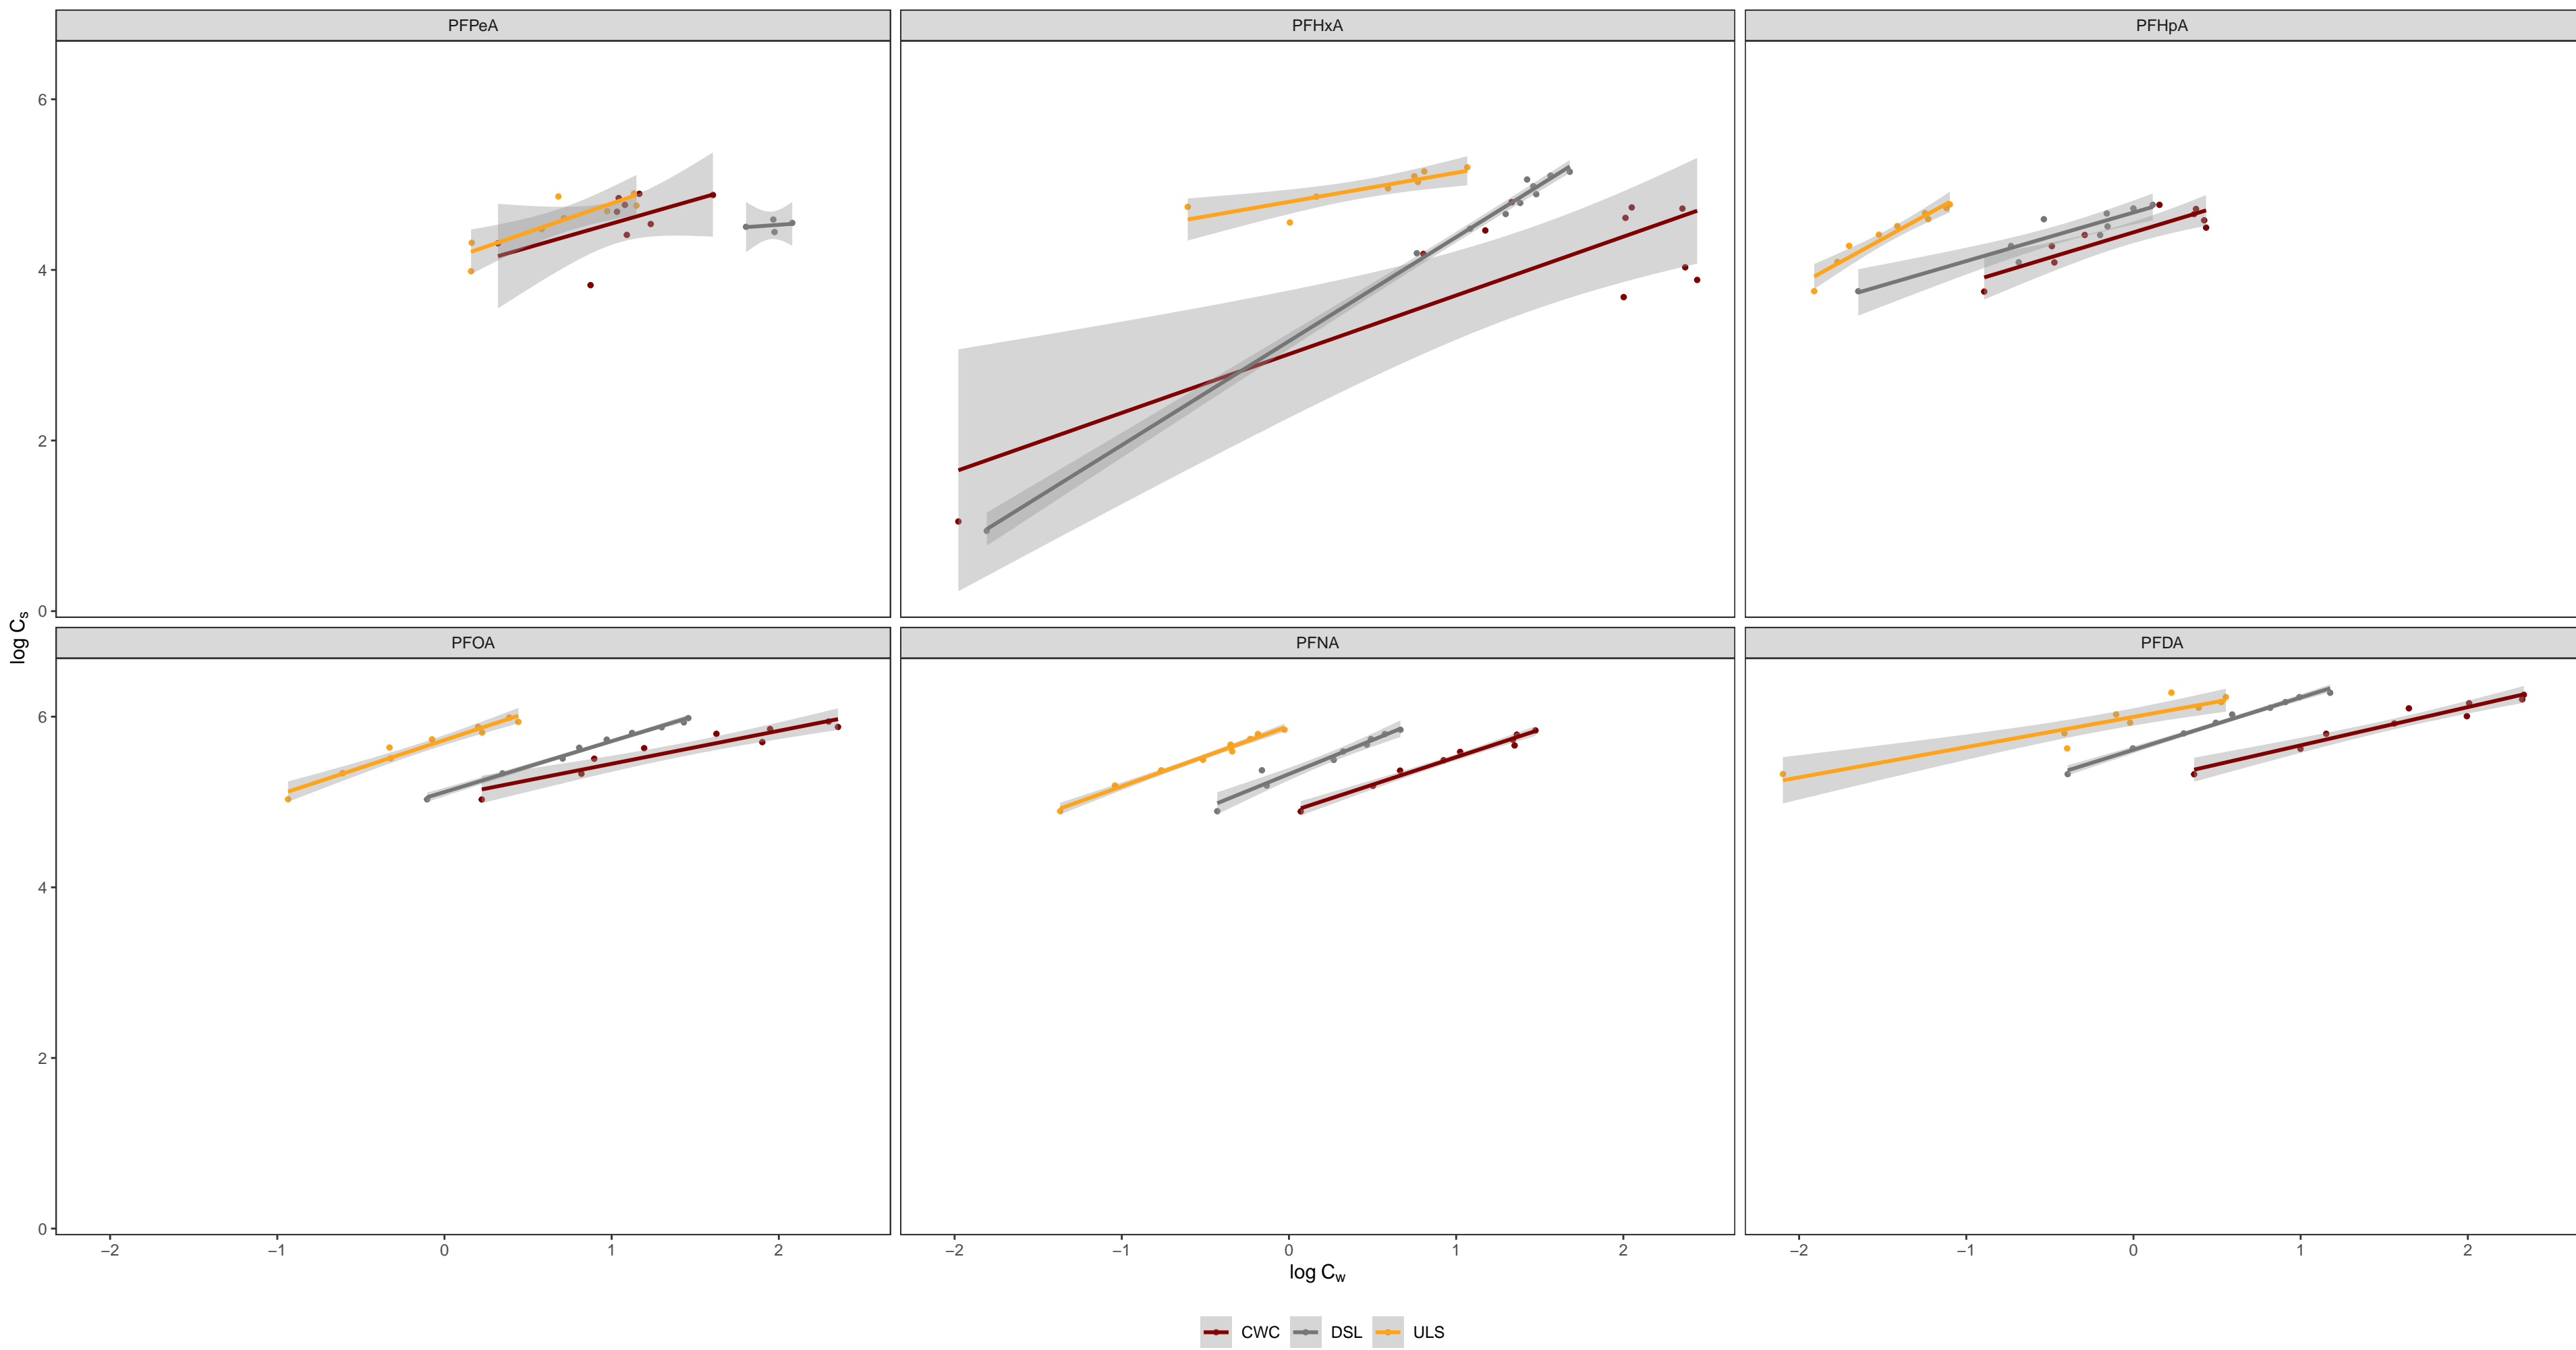 PFPeA PFHxA PFHpA
6
4
2
0
log Cs
PFOA PFNA PFDA
6
4
2
0
−2 −1 0 1 2 −2 −1 0 1 2 −2 −1 0 1 2
log Cw
CWC DSL ULS